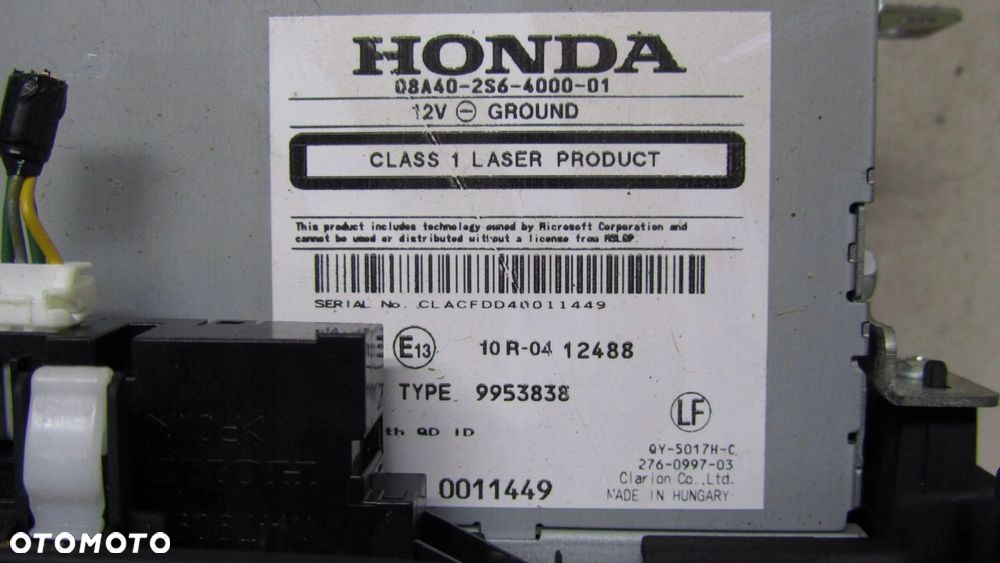 HONDA
08A40-2S6-4000-01
12V GROUND
CLASS 1 LASER PRODUCT
This product includes technology owned by Microsoft Corporation and
cannot be used or distributed without a license from MSLGP.
SERIAL No. CLACFDD40011449
E13 10 R-04 12488
TYPE 9953838
LF
th QD ID
QY-5017H-C
276-0997-03
0011449
Clarion Co.,Ltd.
MADE IN HUNGARY
OTOMOTO